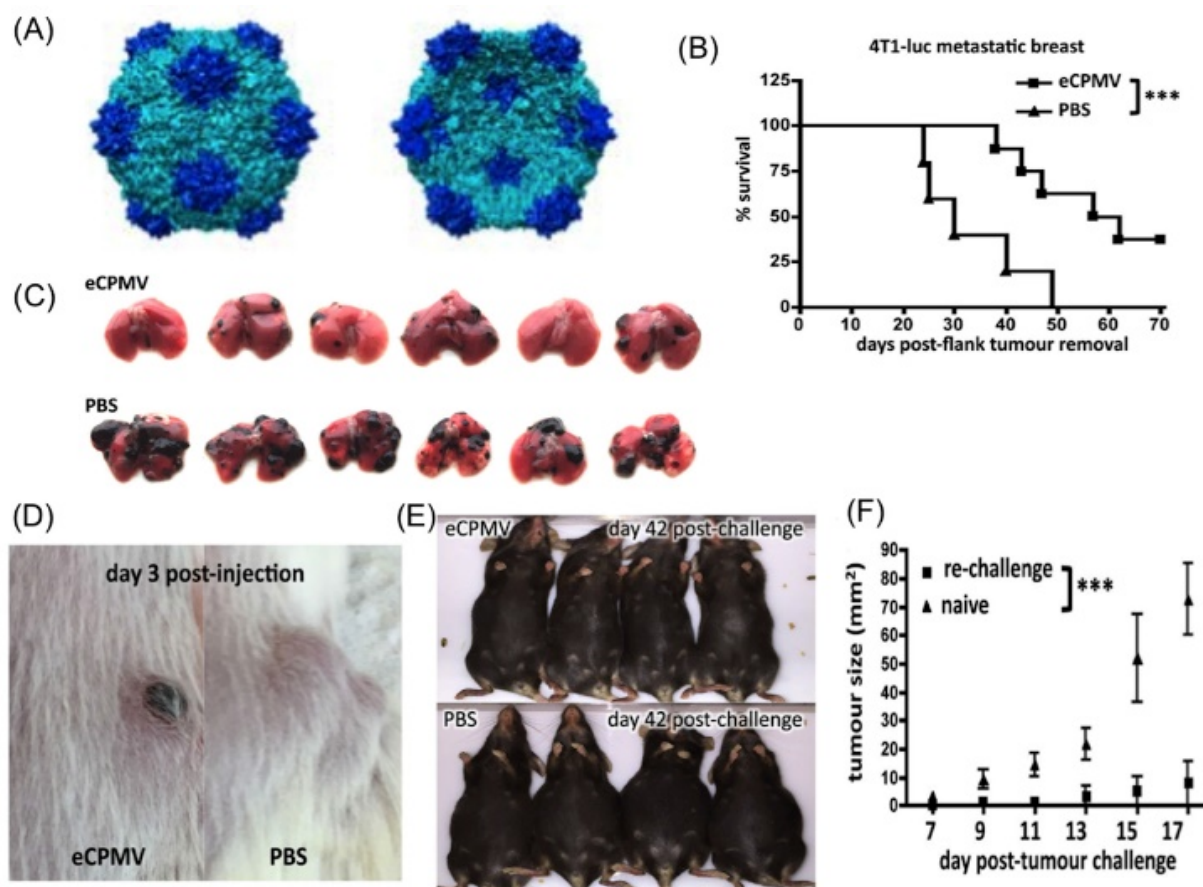 (A)
(B)
4T1-luc metastatic breast
eCPMV
PBS
***
% survival
125
100
75
50
25
0
0 10 20 30 40 50 60 70
days post-flank tumour removal
(C)
eCPMV
PBS
(D)
day 3 post-injection
eCPMV PBS
(E)
eCPMV day 42 post-challenge
PBS day 42 post-challenge
(F)
re-challenge
naive
***
tumour size (mm²)
90
80
70
60
50
40
30
20
10
0
7 9 11 13 15 17
day post-tumour challenge